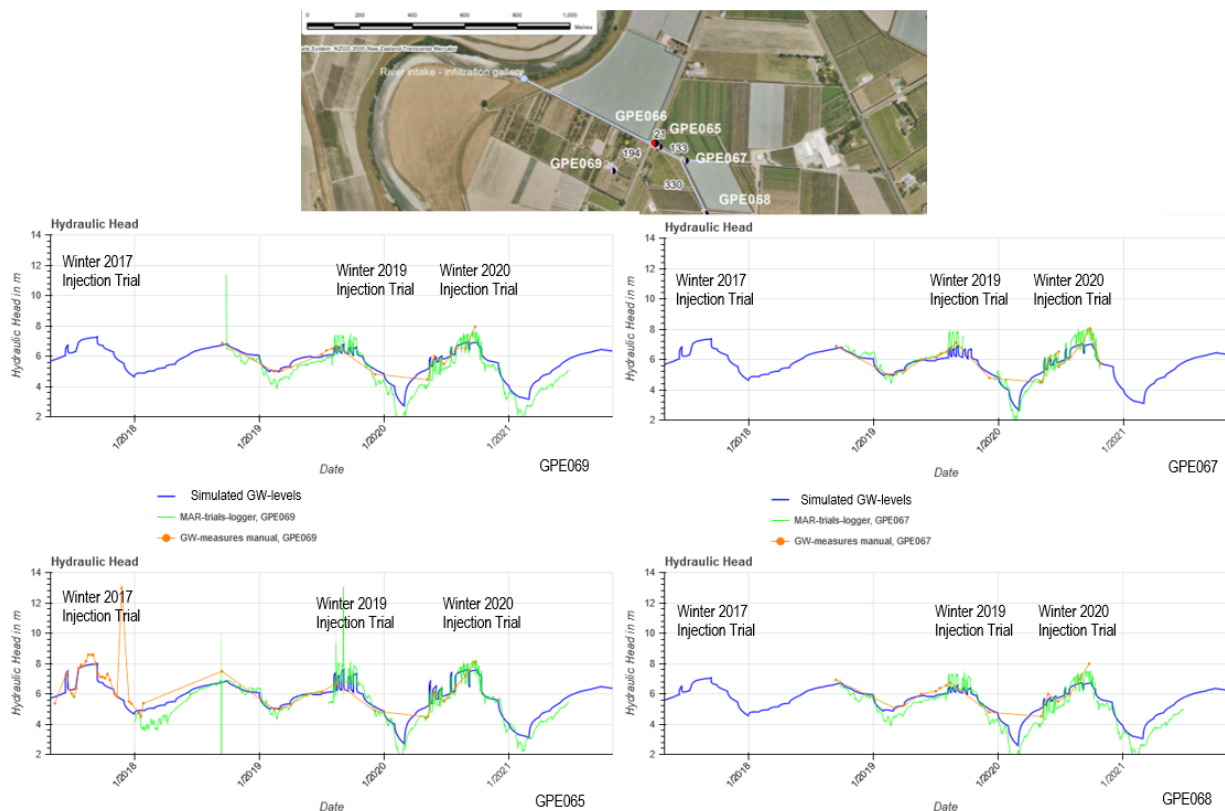 0 200 400 600 800 1,000
Metres
System: NZGD_2000_New_Zealand_Transverse_Mercator
River intake - infiltration gallery
GPE066
21
GPE065
133
194
GPE067
GPE069
330
GPE068
Hydraulic Head
14
12
10
8
6
4
2
Hydraulic Head in m
Winter 2017
Injection Trial
Winter 2019
Injection Trial
Winter 2020
Injection Trial
1/2018
1/2019
1/2020
1/2021
Date
GPE069
Simulated GW-levels
MAR-trials-logger, GPE069
GW-measures manual, GPE069
Hydraulic Head
14
12
10
8
6
4
2
Hydraulic Head in m
Winter 2017
Injection Trial
Winter 2019
Injection Trial
Winter 2020
Injection Trial
1/2018
1/2019
1/2020
1/2021
Date
GPE067
Simulated GW-levels
MAR-trials-logger, GPE067
GW-measures manual, GPE067
Hydraulic Head
14
12
10
8
6
4
2
Hydraulic Head in m
Winter 2017
Injection Trial
Winter 2019
Injection Trial
Winter 2020
Injection Trial
1/2018
1/2019
1/2020
1/2021
Date
GPE065
Hydraulic Head
14
12
10
8
6
4
2
Hydraulic Head in m
Winter 2017
Injection Trial
Winter 2019
Injection Trial
Winter 2020
Injection Trial
1/2018
1/2019
1/2020
1/2021
Date
GPE068